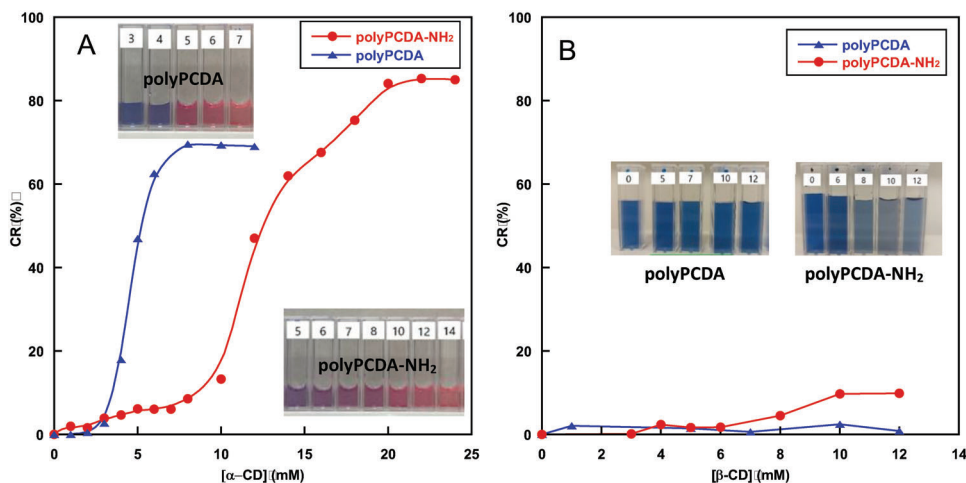 A
polyPCDA-NH₂
polyPCDA
3 4 5 6 7
polyPCDA
5 6 7 8 10 12 14
polyPCDA-NH₂
100
80
60
40
20
0
CR (%)
0 5 10 15 20 25
[α–CD] (mM)
B
polyPCDA
polyPCDA-NH₂
0 5 7 10 12
polyPCDA
0 6 8 10 12
polyPCDA-NH₂
100
80
60
40
20
0
CR (%)
0 2 4 6 8 10 12 14
[β-CD] (mM)